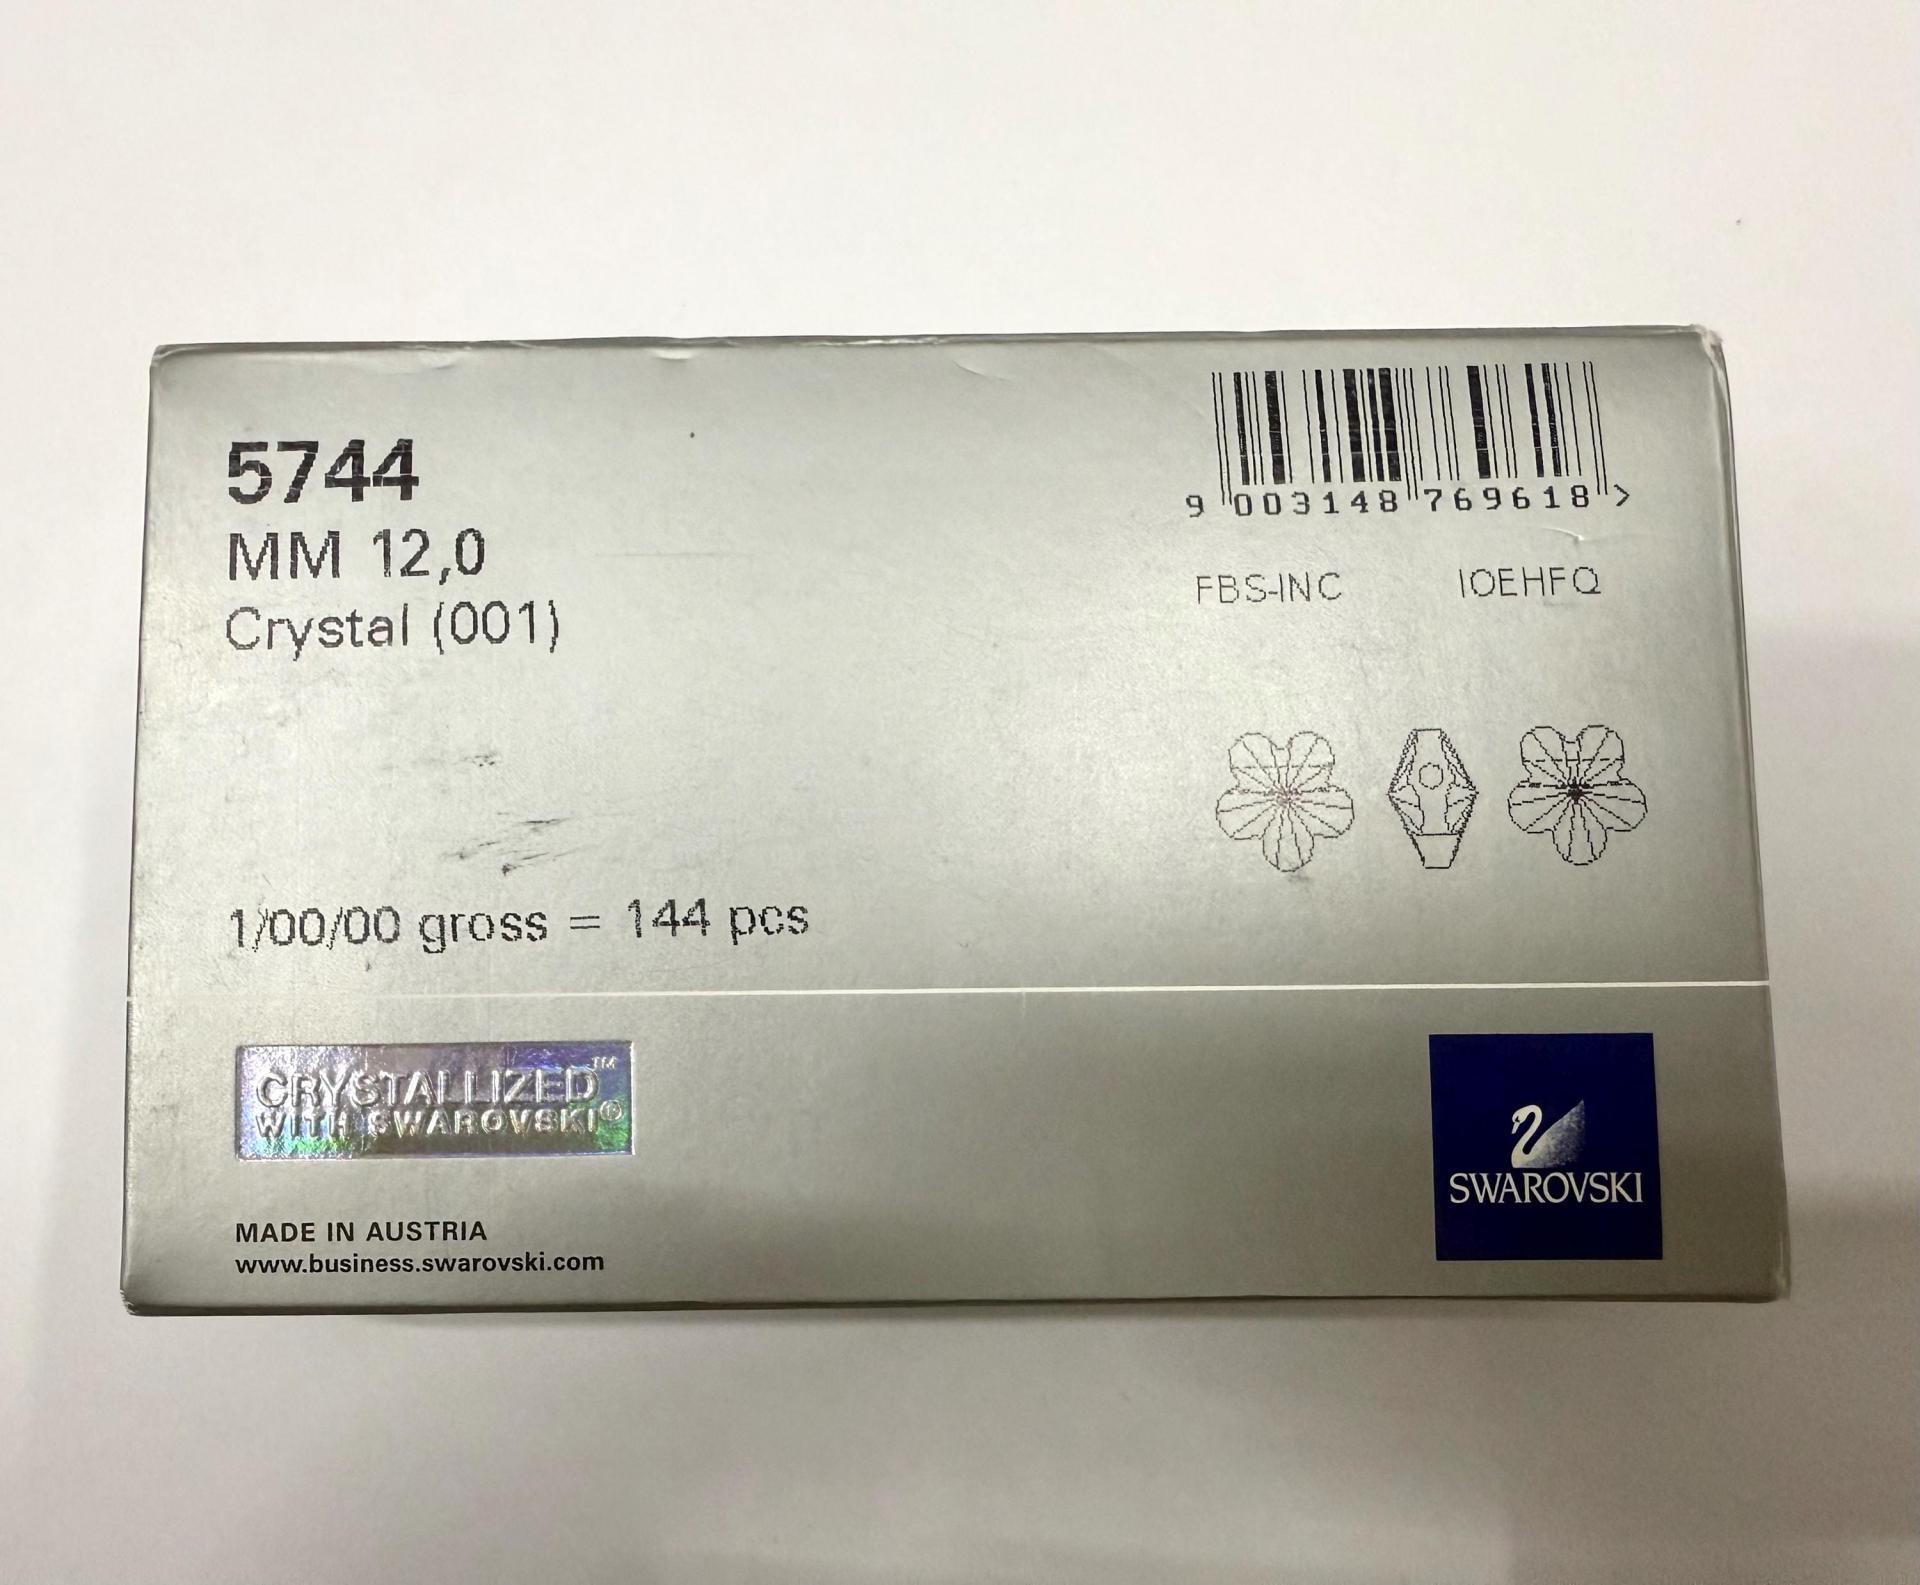 5744
MM 12,0
Crystal (001)
9 003148 769618 >
FBS-INC IOEHFQ
1/00/00 gross = 144 pcs
CRYSTALLIZED™
WITH SWAROVSKI®
MADE IN AUSTRIA
www.business.swarovski.com
SWAROVSKI